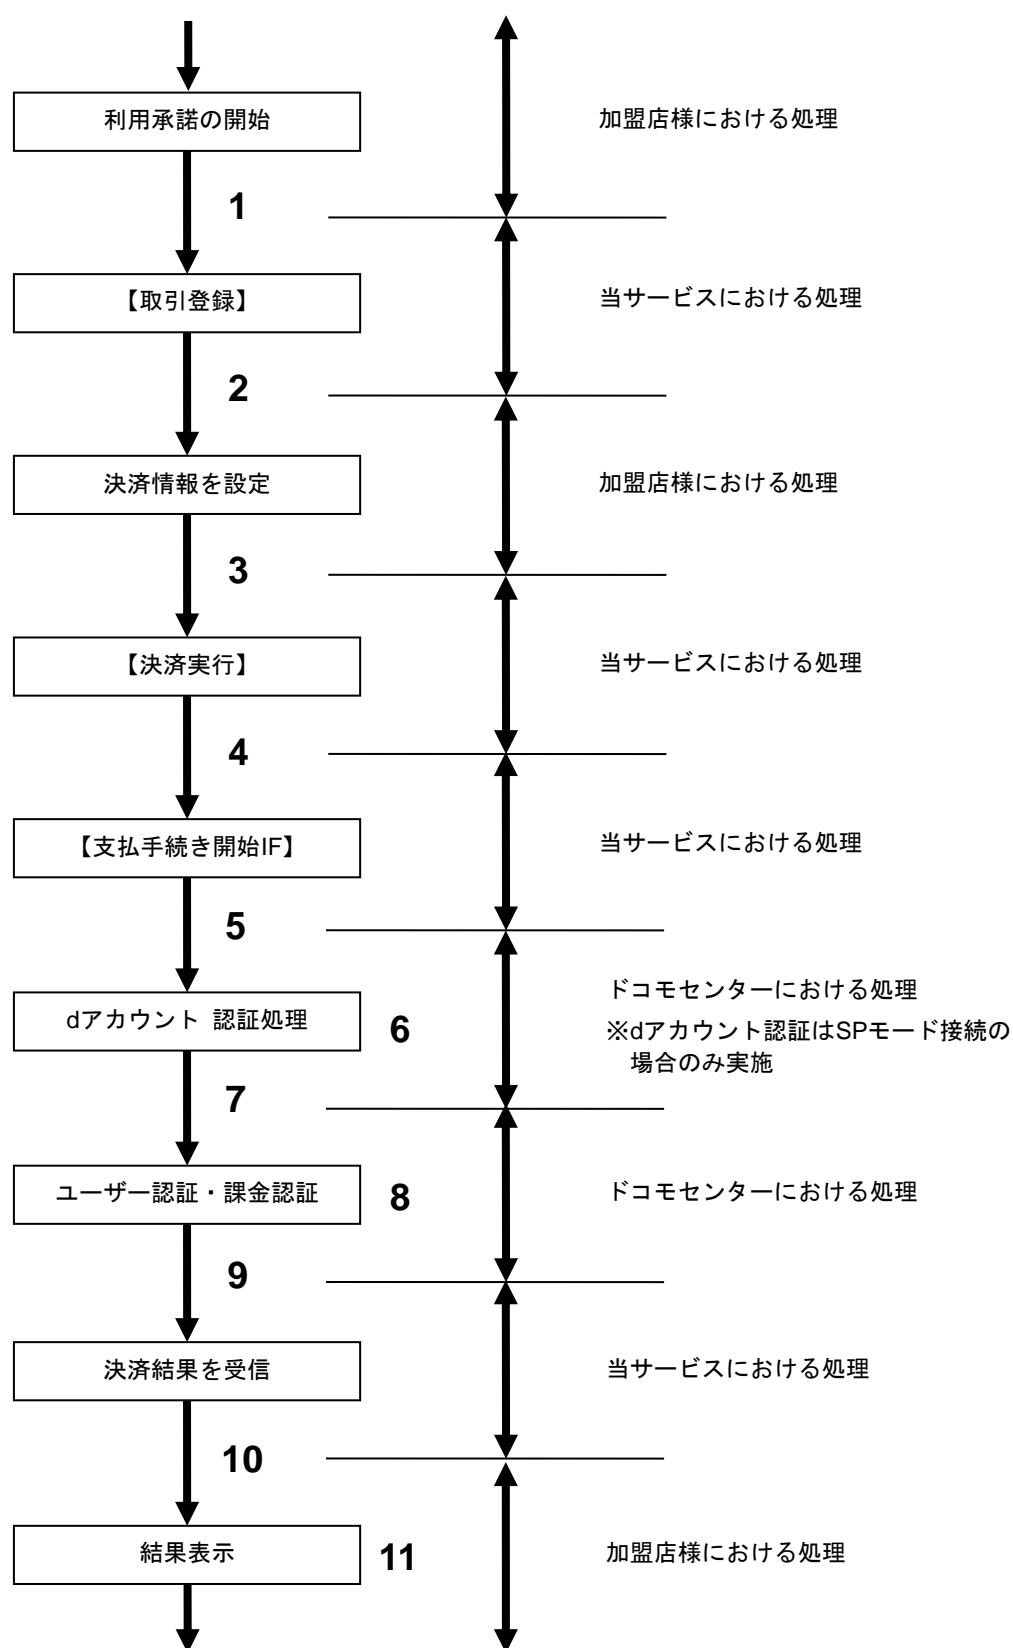 利用承諾の開始
加盟店様における処理
1
【取引登録】
当サービスにおける処理
2
決済情報を設定
加盟店様における処理
3
【決済実行】
当サービスにおける処理
4
【支払手続き開始IF】
当サービスにおける処理
5
dアカウント 認証処理
6
ドコモセンターにおける処理
※dアカウント認証はSPモード接続の
場合のみ実施
7
ユーザー認証・課金認証
8
ドコモセンターにおける処理
9
決済結果を受信
当サービスにおける処理
10
結果表示
11
加盟店様における処理